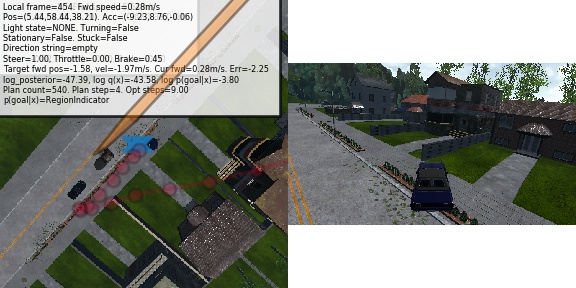 Local frame=454. Fwd speed=0.28m/s
Pos=(5.44,58.44,38.21). Acc=(-9.23,8.76,-0.06)
Light state=NONE. Turning=False
Stationary=False. Stuck=False
Direction string=empty
Steer=1.00, Throttle=0.00, Brake=0.45
Target fwd pos=-1.58, vel=-1.97m/s. Cur fwd=0.28m/s. Err=-2.25
log_posterior=-47.39, log q(x)=-43.58, log p(goal|x)=-3.80
Plan count=540. Plan step=4. Opt steps=9.00
p(goal|x)=RegionIndicator